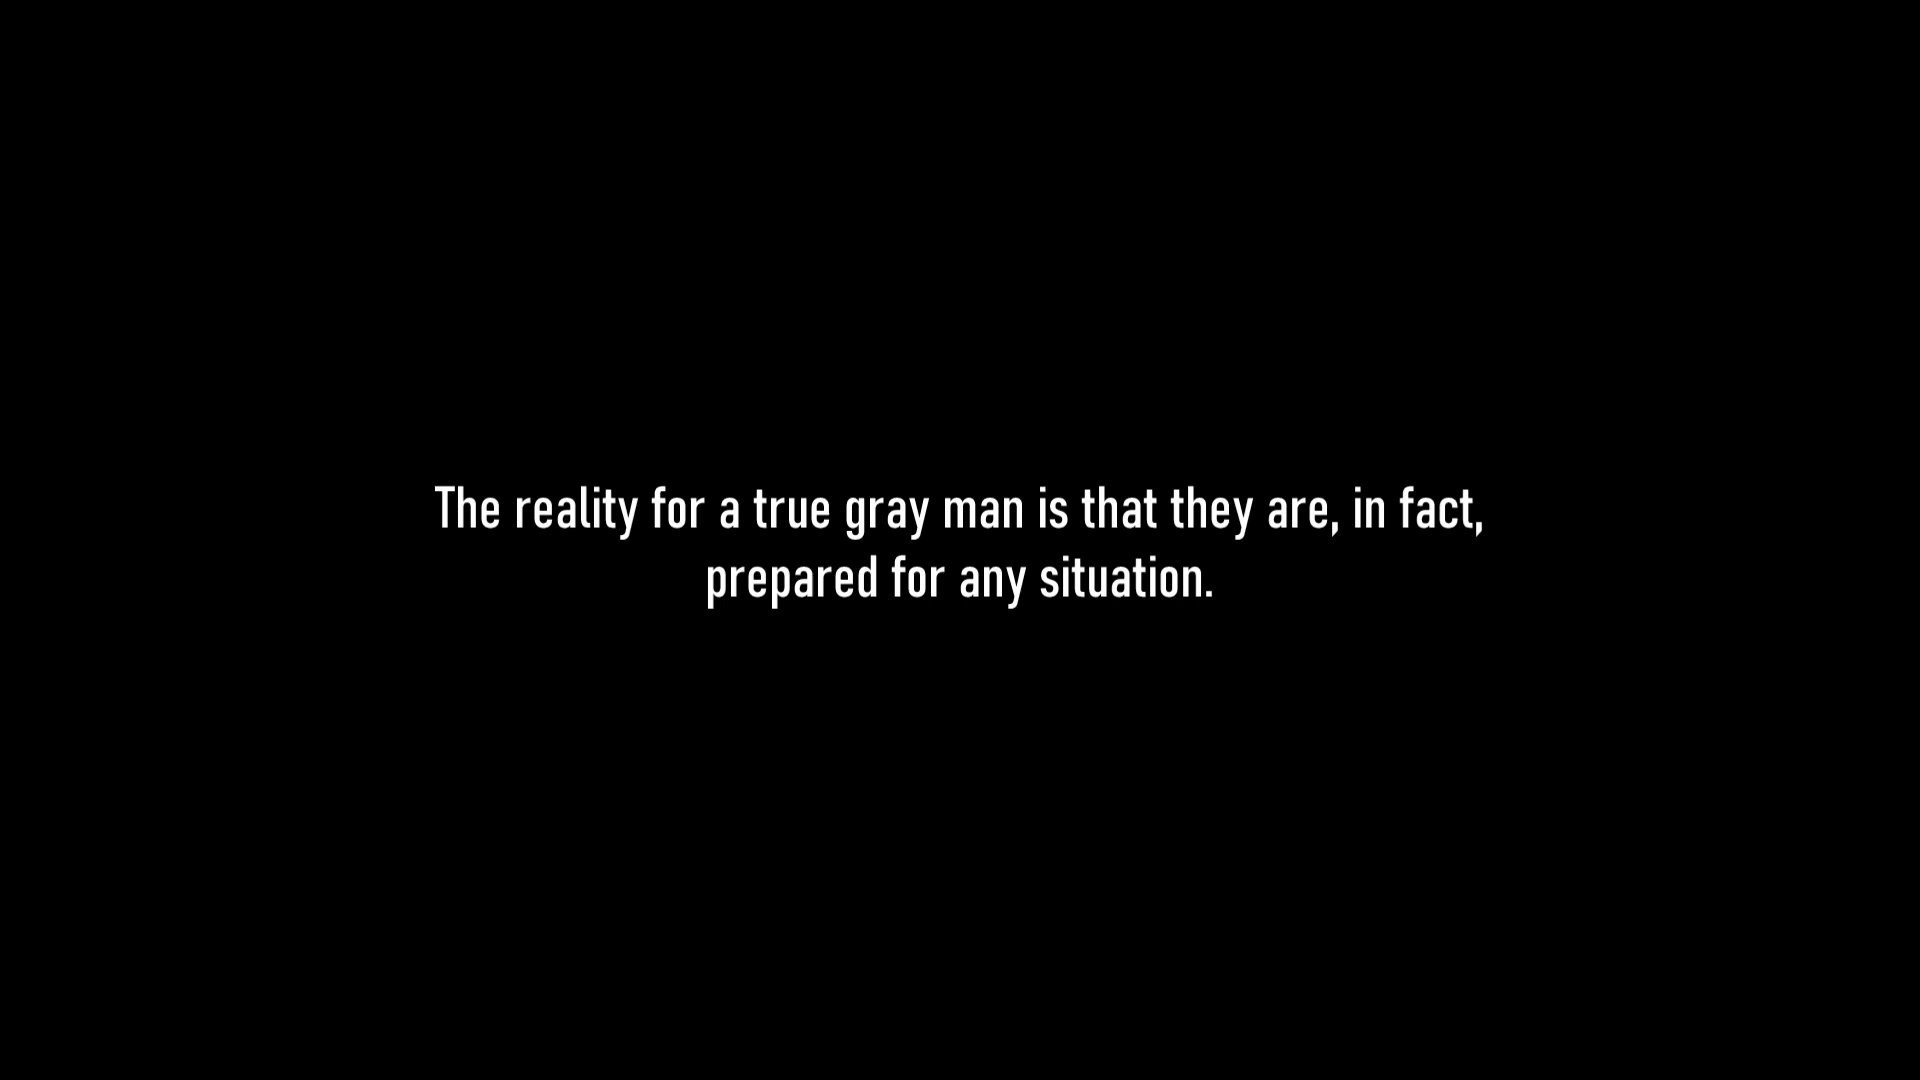 The reality for a true gray man is that they are, in fact,
prepared for any situation.